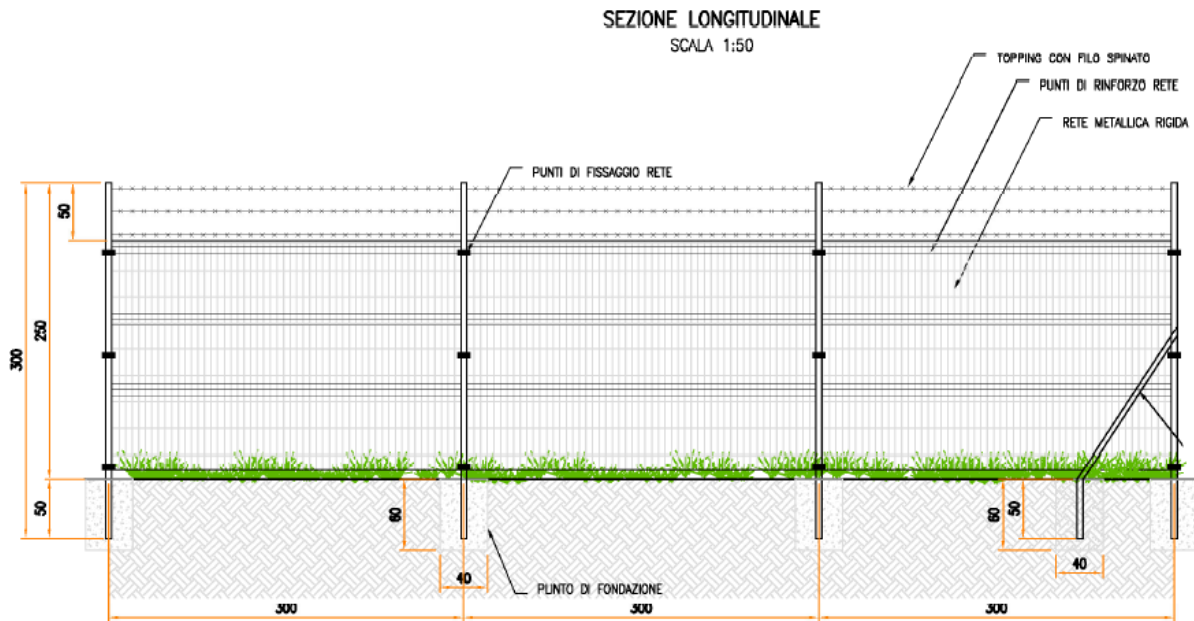 SEZIONE LONGITUDINALE
SCALA 1:50
TOPPING CON FILO SPINATO
PUNTI DI RINFORZO RETE
RETE METALLICA RIGIDA
PUNTI DI FISSAGGIO RETE
50
250
300
50
60
60
50
40
40
PUNTO DI FONDAZIONE
300
300
300